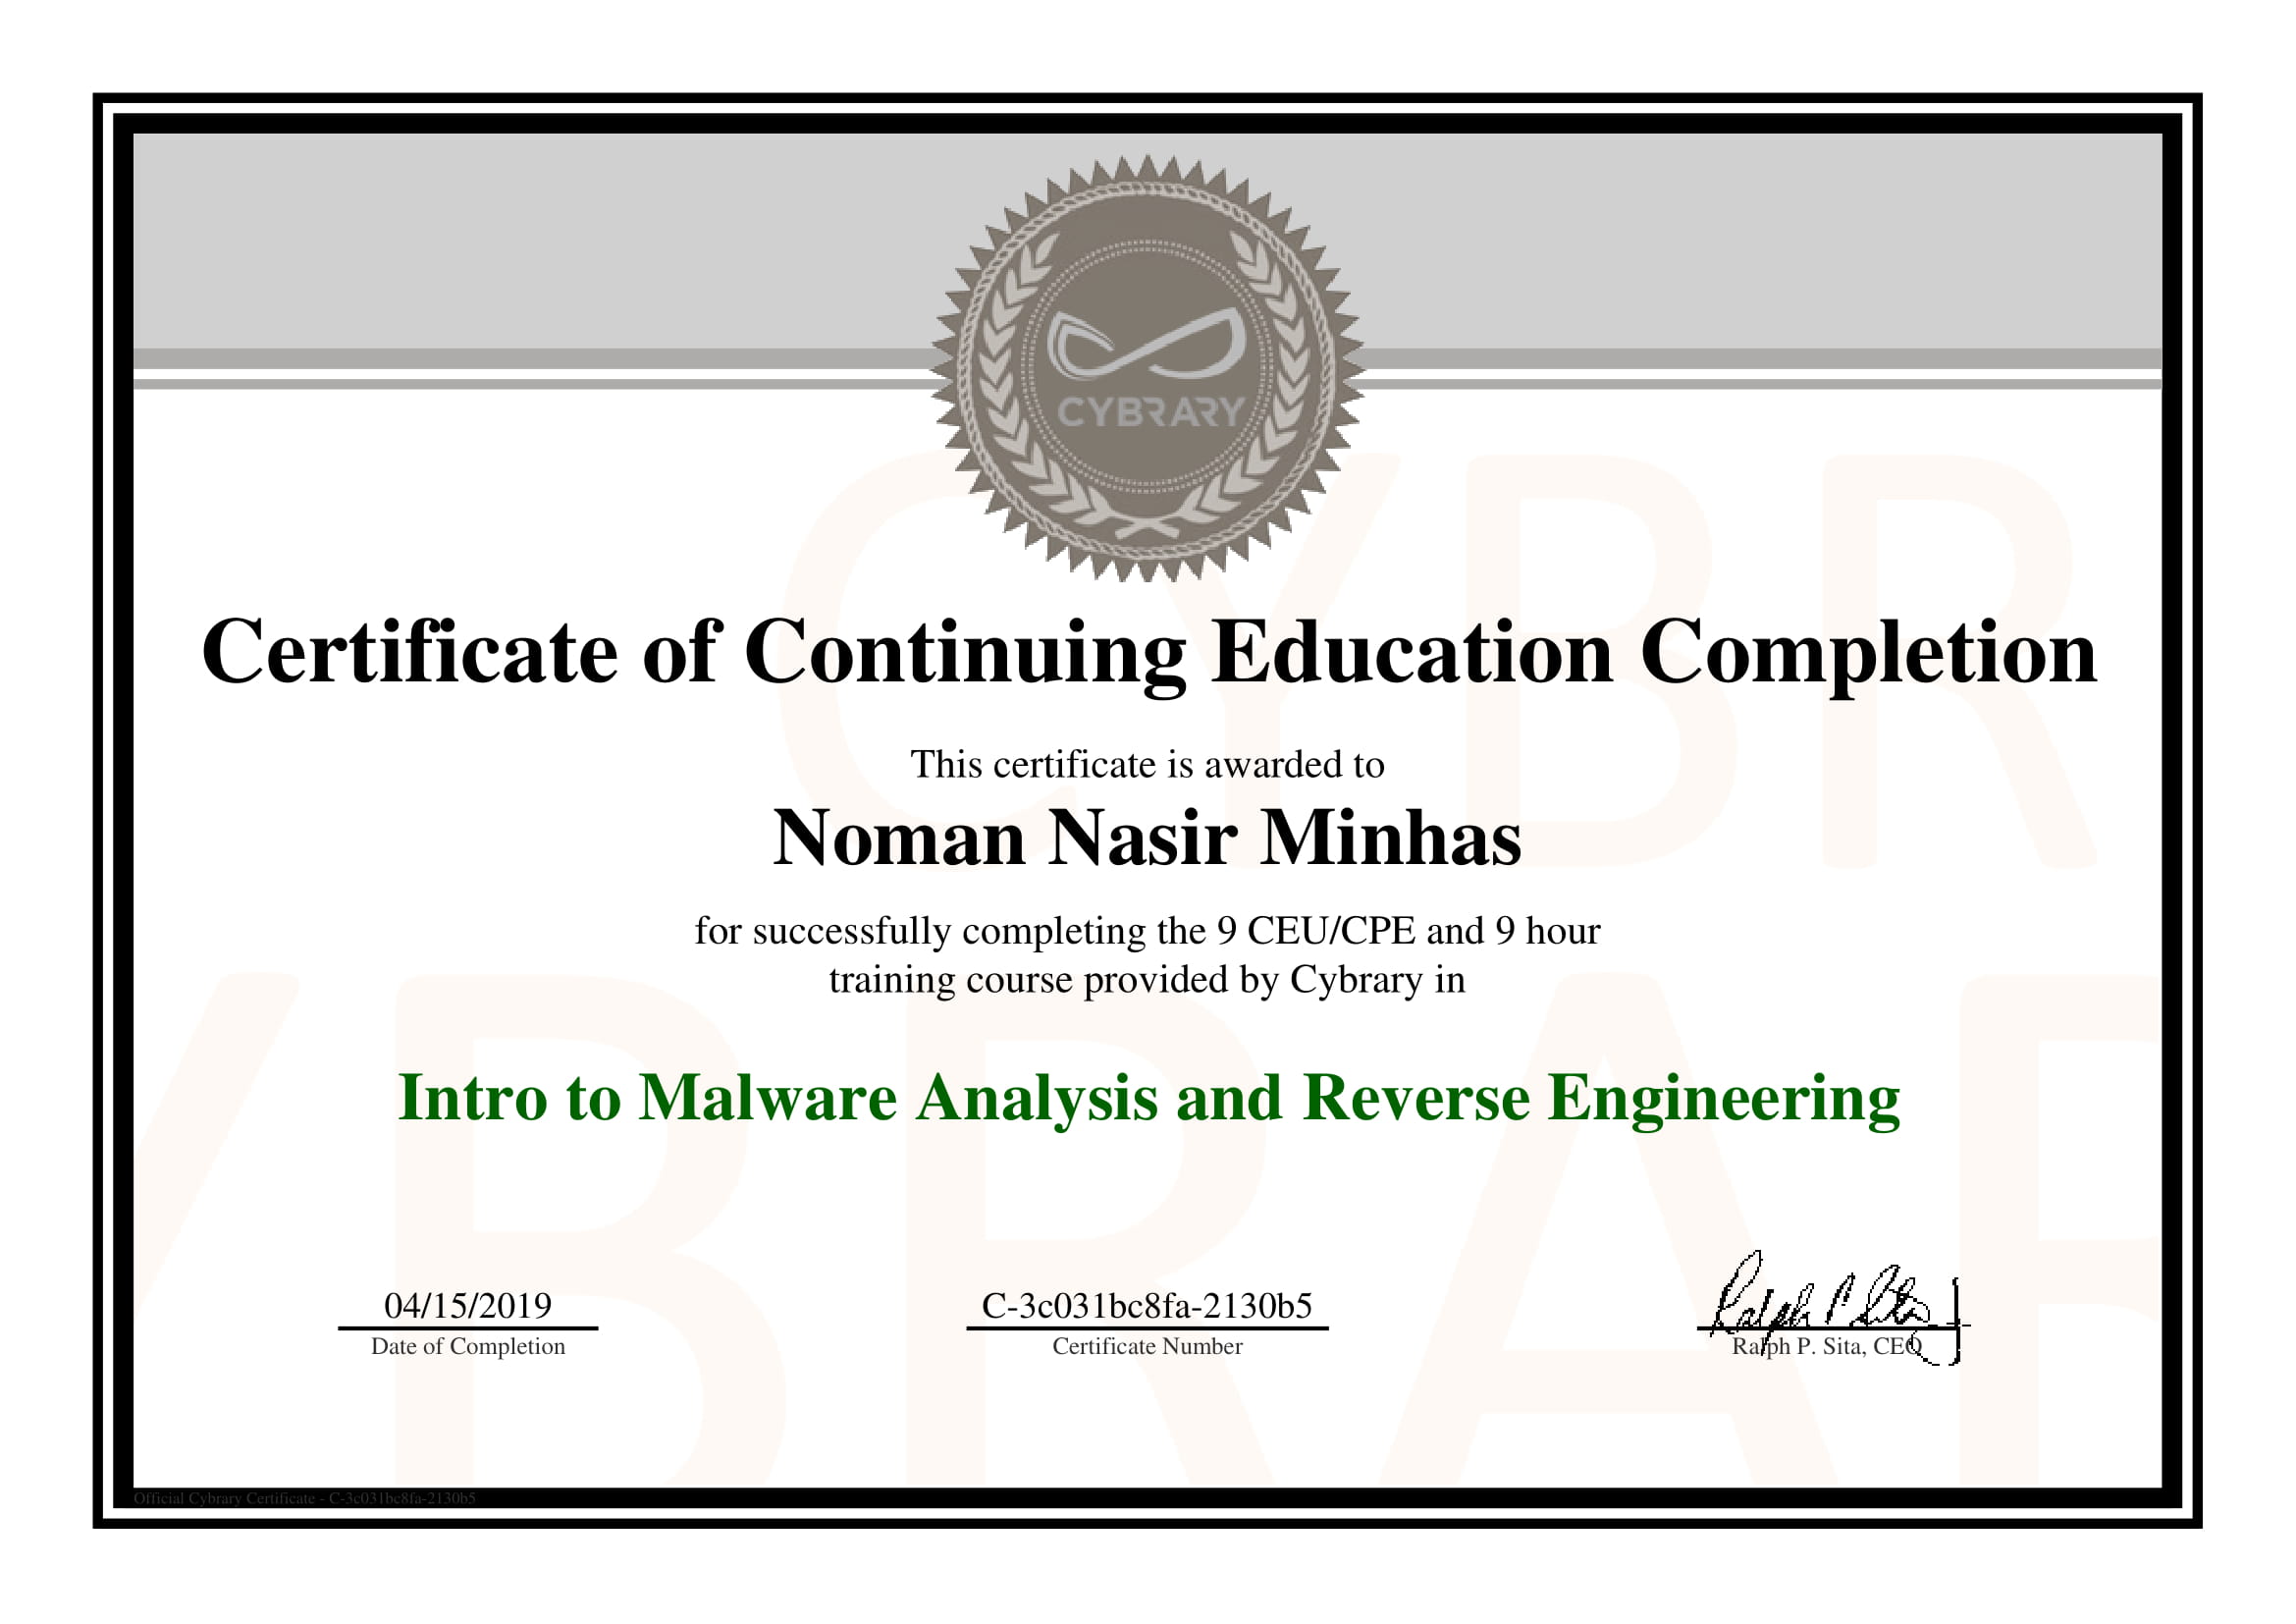 CYBRARY
Certificate of Continuing Education Completion
This certificate is awarded to
Noman Nasir Minhas
for successfully completing the 9 CEU/CPE and 9 hour
training course provided by Cybrary in
Intro to Malware Analysis and Reverse Engineering
04/15/2019
Date of Completion
C-3c031bc8fa-2130b5
Certificate Number
Ralph P. Sita
Ralph P. Sita, CEO
Official Cybrary Certificate - C-3c031bc8fa-2130b5
CYBR
YBRAR